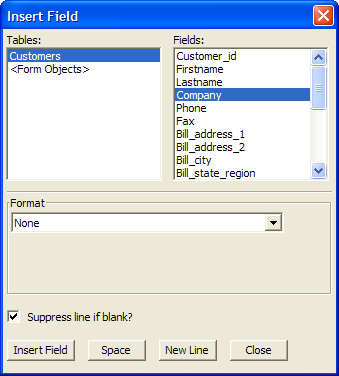 Insert Field
Tables:
Customers
<Form Objects>
Fields:
Customer_id
Firstname
Lastname
Company
Phone
Fax
Bill_address_1
Bill_address_2
Bill_city
Bill_state_region
Format
None
Suppress line if blank?
Insert Field
Space
New Line
Close